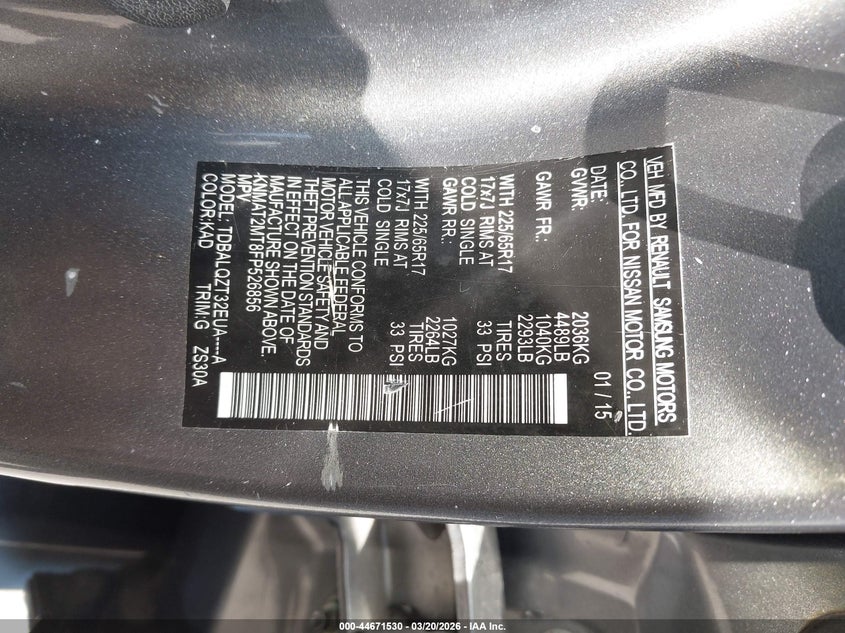 VEH MFD BY RENAULT SAMSUNG MOTORS
CO., LTD. FOR NISSAN MOTOR CO., LTD.
DATE: 01 / 15
GVWR: 2036KG
4489LB
GAWR FR.: 1040KG
2293LB
WITH 225/65R17 TIRES
17x7J RIMS AT 33 PSI
COLD SINGLE
GAWR RR.: 1027KG
2264LB
WITH 225/65R17 TIRES
17x7J RIMS AT 33 PSI
COLD SINGLE
THIS VEHICLE CONFORMS TO
ALL APPLICABLE FEDERAL
MOTOR VEHICLE SAFETY AND
THEFT PREVENTION STANDARDS
IN EFFECT ON THE DATE OF
MANUFACTURE SHOWN ABOVE.
KNMAT2MT8FP526856
MPV
MODEL: TDBALQZT32EUA----A
COLOR:KAD TRIM:G ZS30A
000-44671530 — 03/20/2026 — IAA Inc.